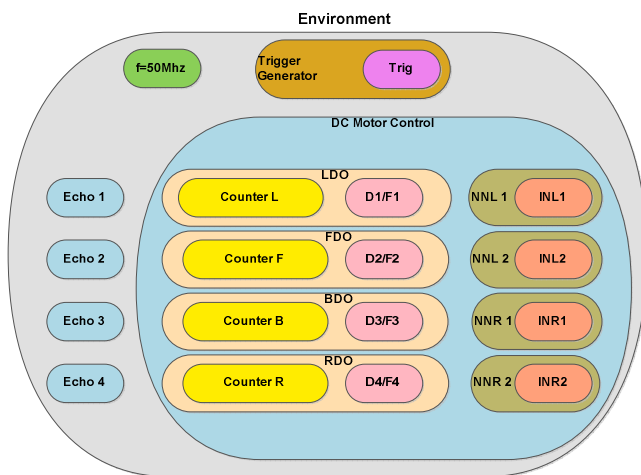 Environment
f=50Mhz
Trigger
Generator
Trig
DC Motor Control
LDO
Echo 1
Counter L
D1/F1
NNL 1
INL1
FDO
Echo 2
Counter F
D2/F2
NNL 2
INL2
BDO
Echo 3
Counter B
D3/F3
NNR 1
INR1
RDO
Echo 4
Counter R
D4/F4
NNR 2
INR2